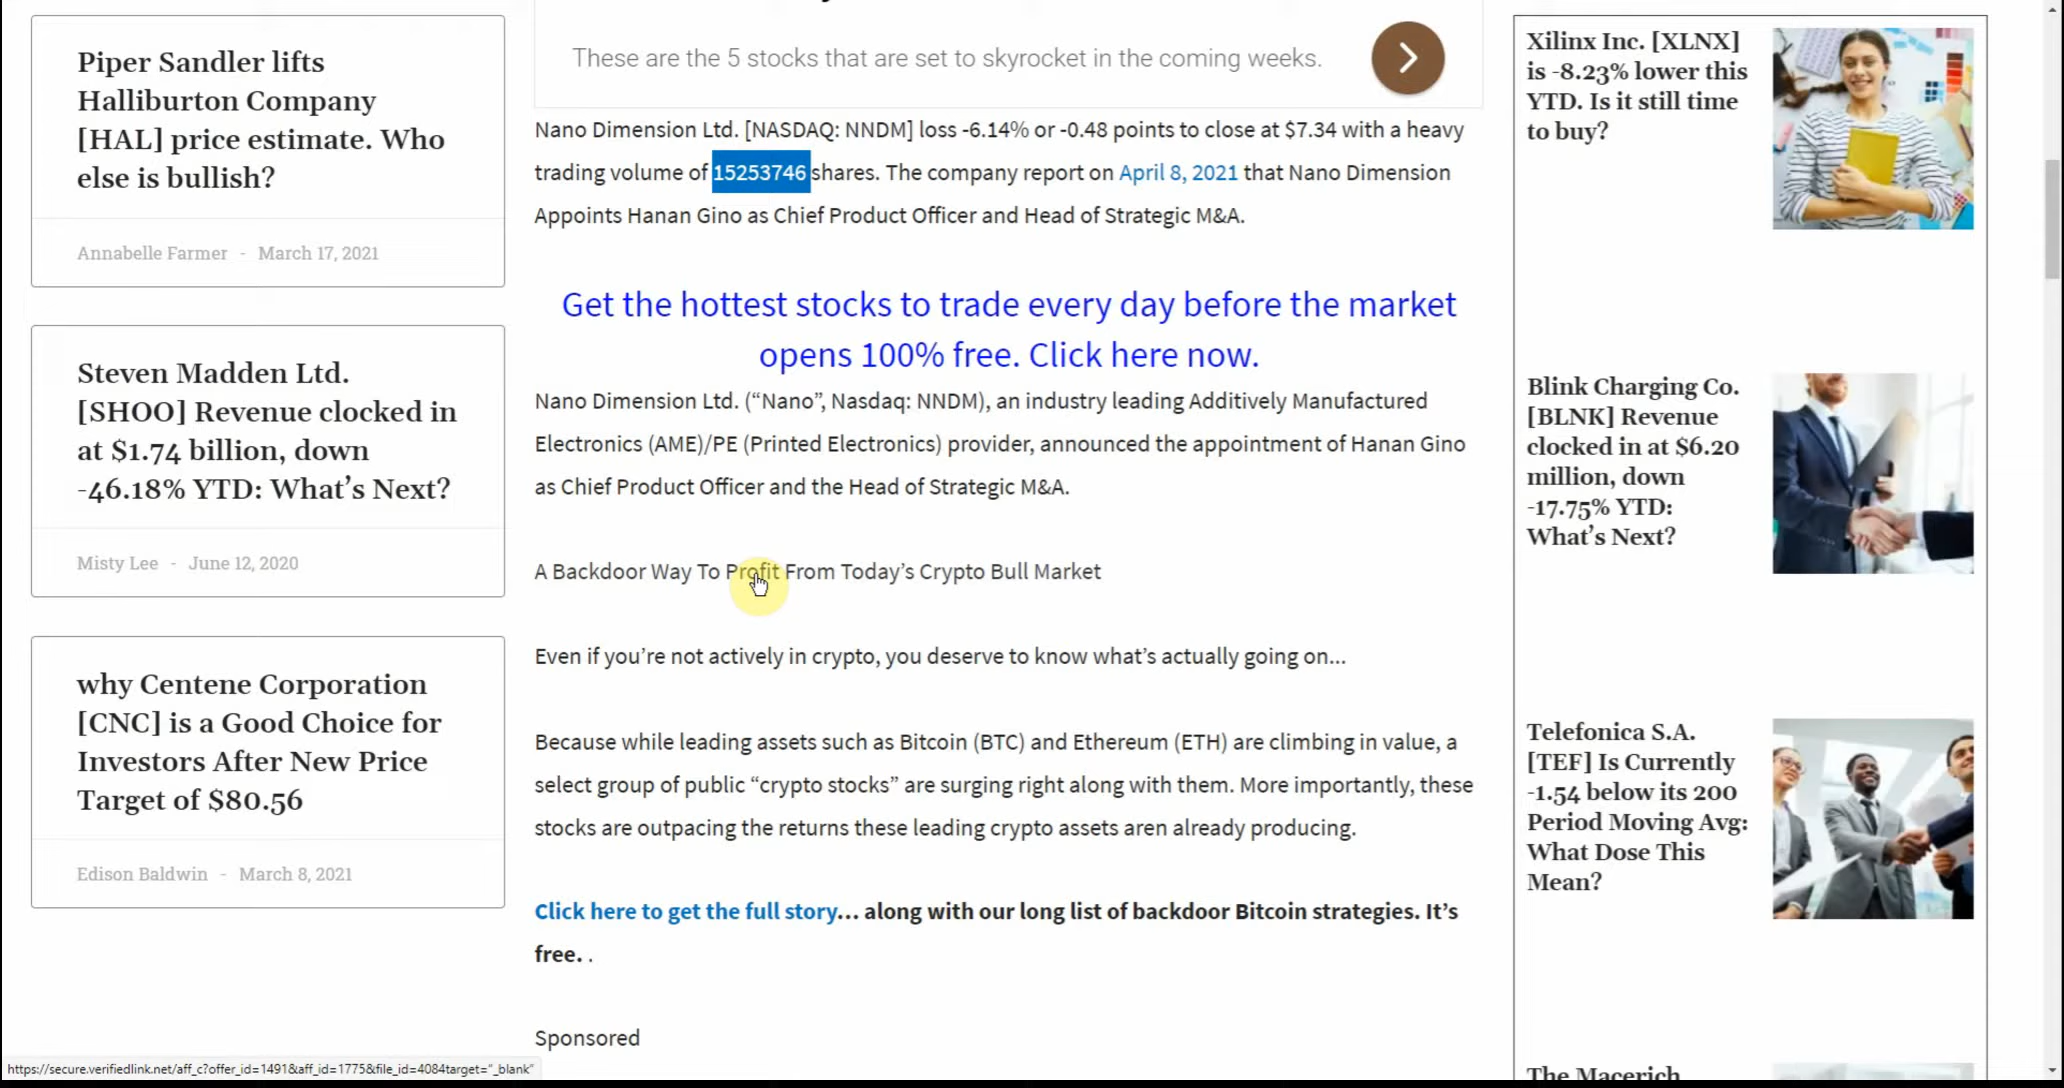 Piper Sandler lifts
Halliburton Company
[HAL] price estimate. Who
else is bullish?
Annabelle Farmer - March 17, 2021
Steven Madden Ltd.
[SHOO] Revenue clocked in
at $1.74 billion, down
-46.18% YTD: What's Next?
Misty Lee - June 12, 2020
why Centene Corporation
[CNC] is a Good Choice for
Investors After New Price
Target of $80.56
Edison Baldwin - March 8, 2021
These are the 5 stocks that are set to skyrocket in the coming weeks.
Nano Dimension Ltd. [NASDAQ: NNDM] loss -6.14% or -0.48 points to close at $7.34 with a heavy
trading volume of 15253746 shares. The company report on April 8, 2021 that Nano Dimension
Appoints Hanan Gino as Chief Product Officer and Head of Strategic M&A.
Get the hottest stocks to trade every day before the market
opens 100% free. Click here now.
Nano Dimension Ltd. (“Nano”, Nasdaq: NNDM), an industry leading Additively Manufactured
Electronics (AME)/PE (Printed Electronics) provider, announced the appointment of Hanan Gino
as Chief Product Officer and the Head of Strategic M&A.
A Backdoor Way To Profit From Today’s Crypto Bull Market
Even if you’re not actively in crypto, you deserve to know what’s actually going on...
Because while leading assets such as Bitcoin (BTC) and Ethereum (ETH) are climbing in value, a
select group of public “crypto stocks” are surging right along with them. More importantly, these
stocks are outpacing the returns these leading crypto assets aren already producing.
Click here to get the full story... along with our long list of backdoor Bitcoin strategies. It’s
free. .
Sponsored
Xilinx Inc. [XLNX]
is -8.23% lower this
YTD. Is it still time
to buy?
Blink Charging Co.
[BLNK] Revenue
clocked in at $6.20
million, down
-17.75% YTD:
What’s Next?
Telefonica S.A.
[TEF] Is Currently
-1.54 below its 200
Period Moving Avg:
What Dose This
Mean?
The Macerich
https://secure.verifiedlink.net/aff_c?offer_id=1491&aff_id=1775&file_id=4084target="_blank"